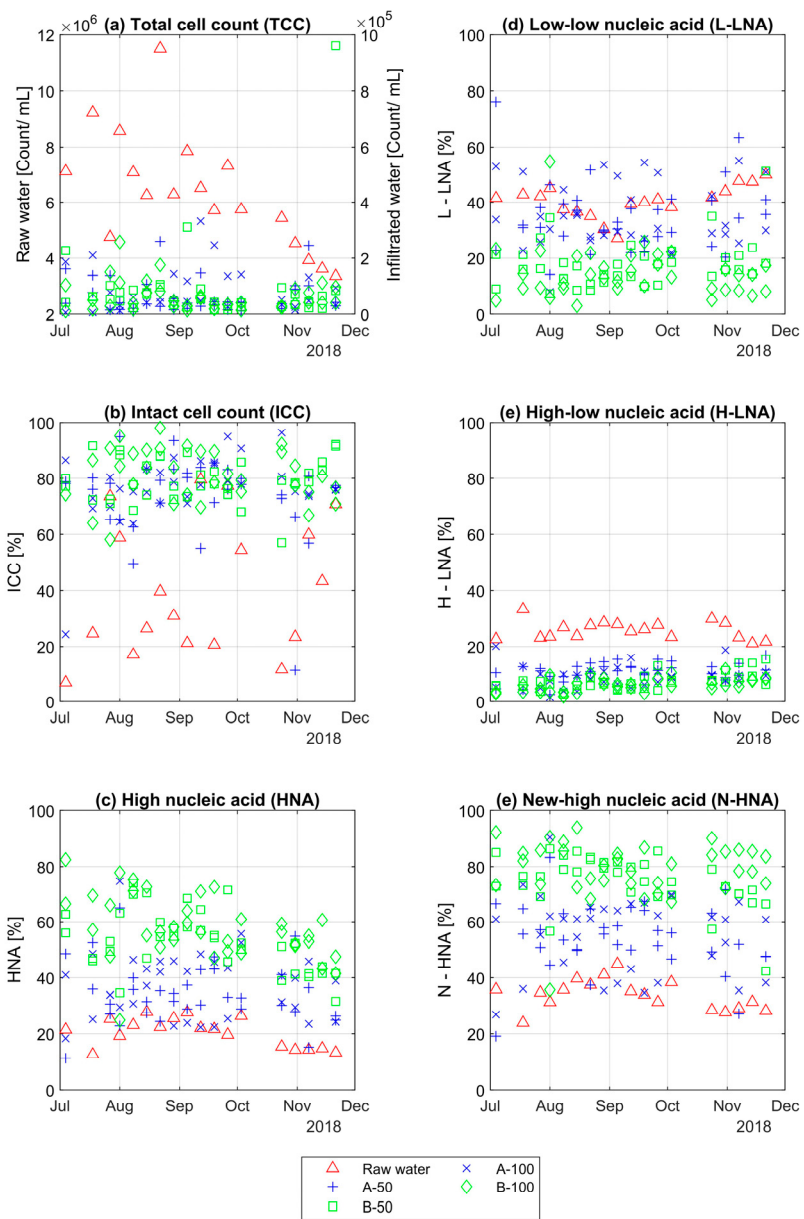 (a) Total cell count (TCC)
×10⁶
×10⁵
12
10
8
6
4
2
10
8
6
4
2
0
Raw water [Count/ mL]
Infiltrated water [Count/ mL]
Jul Aug Sep Oct Nov Dec
2018
(d) Low-low nucleic acid (L-LNA)
100
80
60
40
20
0
L - LNA [%]
Jul Aug Sep Oct Nov Dec
2018
(b) Intact cell count (ICC)
100
80
60
40
20
0
ICC [%]
Jul Aug Sep Oct Nov Dec
2018
(e) High-low nucleic acid (H-LNA)
100
80
60
40
20
0
H - LNA [%]
Jul Aug Sep Oct Nov Dec
2018
(c) High nucleic acid (HNA)
100
80
60
40
20
0
HNA [%]
Jul Aug Sep Oct Nov Dec
2018
(e) New-high nucleic acid (N-HNA)
100
80
60
40
20
0
N - HNA [%]
Jul Aug Sep Oct Nov Dec
2018
Raw water
A-50
B-50
A-100
B-100